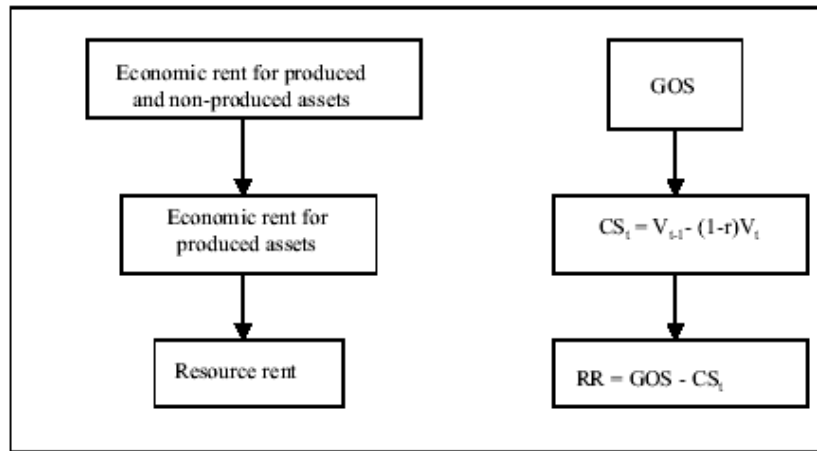 Economic rent for produced
and non-produced assets
GOS
Economic rent for
produced assets
CSₜ = Vₜ₋₁- (1-r)Vₜ
Resource rent
RR = GOS - CSₜ